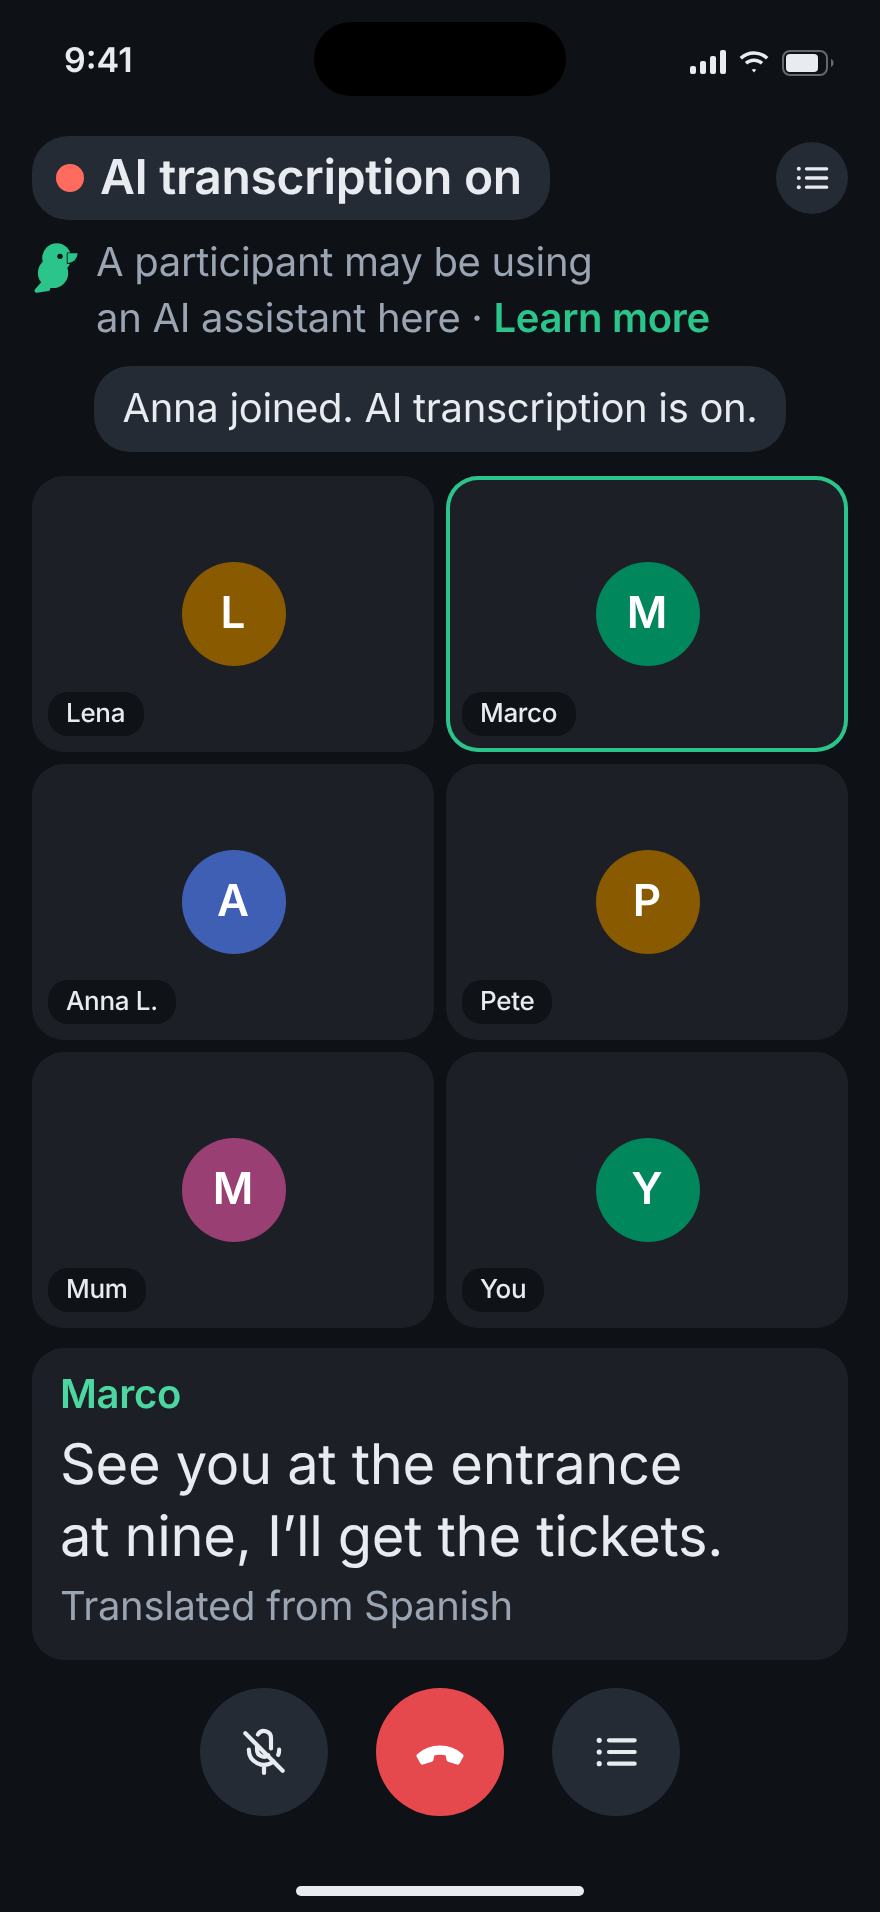 9:41
AI transcription on
A participant may be using
an AI assistant here · Learn more
Anna joined. AI transcription is on.
L
Lena
M
Marco
A
Anna L.
P
Pete
M
Mum
Y
You
Marco
See you at the entrance
at nine, I’ll get the tickets.
Translated from Spanish